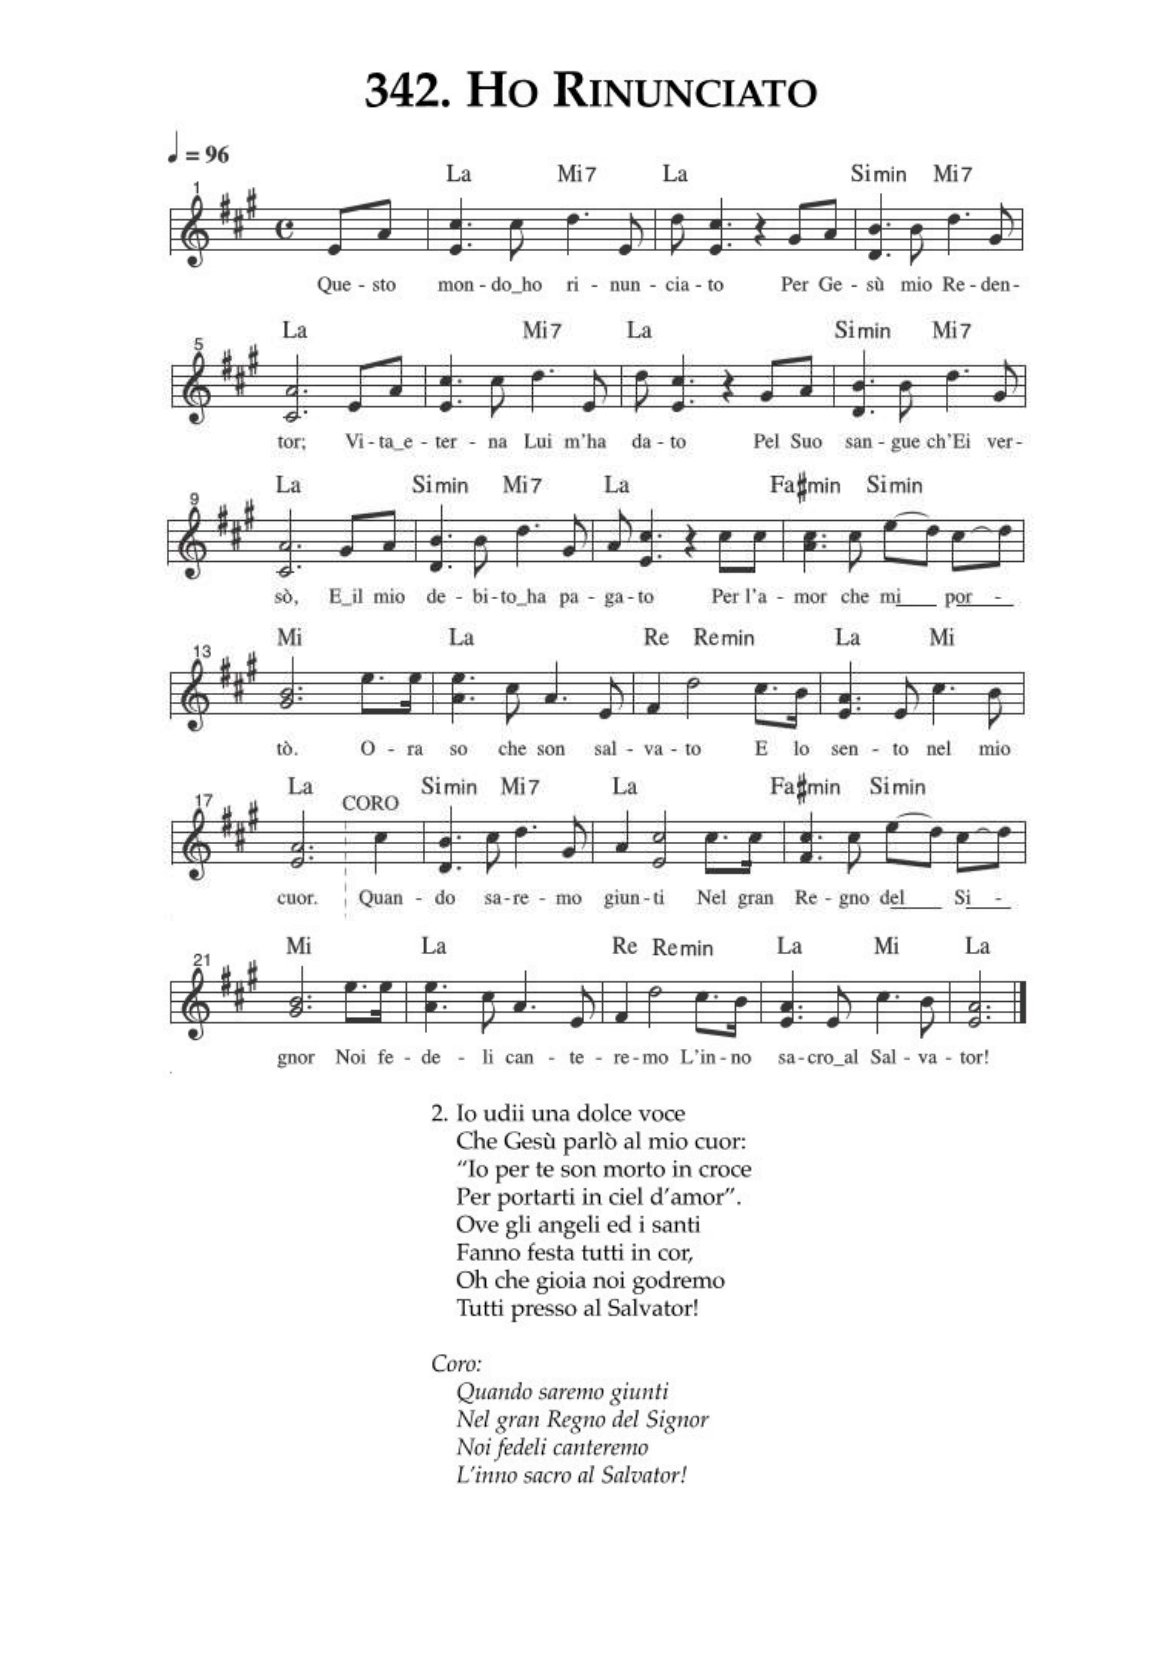 342. Ho Rinunciato
♩ = 96
La Mi7 La Simin Mi7
1
Que - sto mon - do_ho ri - nun - cia - to Per Ge - sù mio Re - den -
La Mi7 La Simin Mi7
5
tor; Vi - ta_e - ter - na Lui m'ha da - to Pel Suo san - gue ch'Ei ver -
La Simin Mi7 La Fa#min Simin
9
sò, E_il mio de - bi - to_ha pa - ga - to Per l'a - mor che mi____ por -
Mi La Re Remin La Mi
13
tò. O - ra so che son sal - va - to E lo sen - to nel mio
La CORO Simin Mi7 La Fa#min Simin
17
cuor. Quan - do sa - re - mo giun - ti Nel gran Re - gno del____ Si -
Mi La Re Remin La Mi La
21
gnor Noi fe - de - li can - te - re - mo L'in - no sa - cro_al Sal - va - tor!
2. Io udii una dolce voce
Che Gesù parlò al mio cuor:
“Io per te son morto in croce
Per portarti in ciel d’amor”.
Ove gli angeli ed i santi
Fanno festa tutti in cor,
Oh che gioia noi godremo
Tutti presso al Salvator!
Coro:
Quando saremo giunti
Nel gran Regno del Signor
Noi fedeli canteremo
L’inno sacro al Salvator!